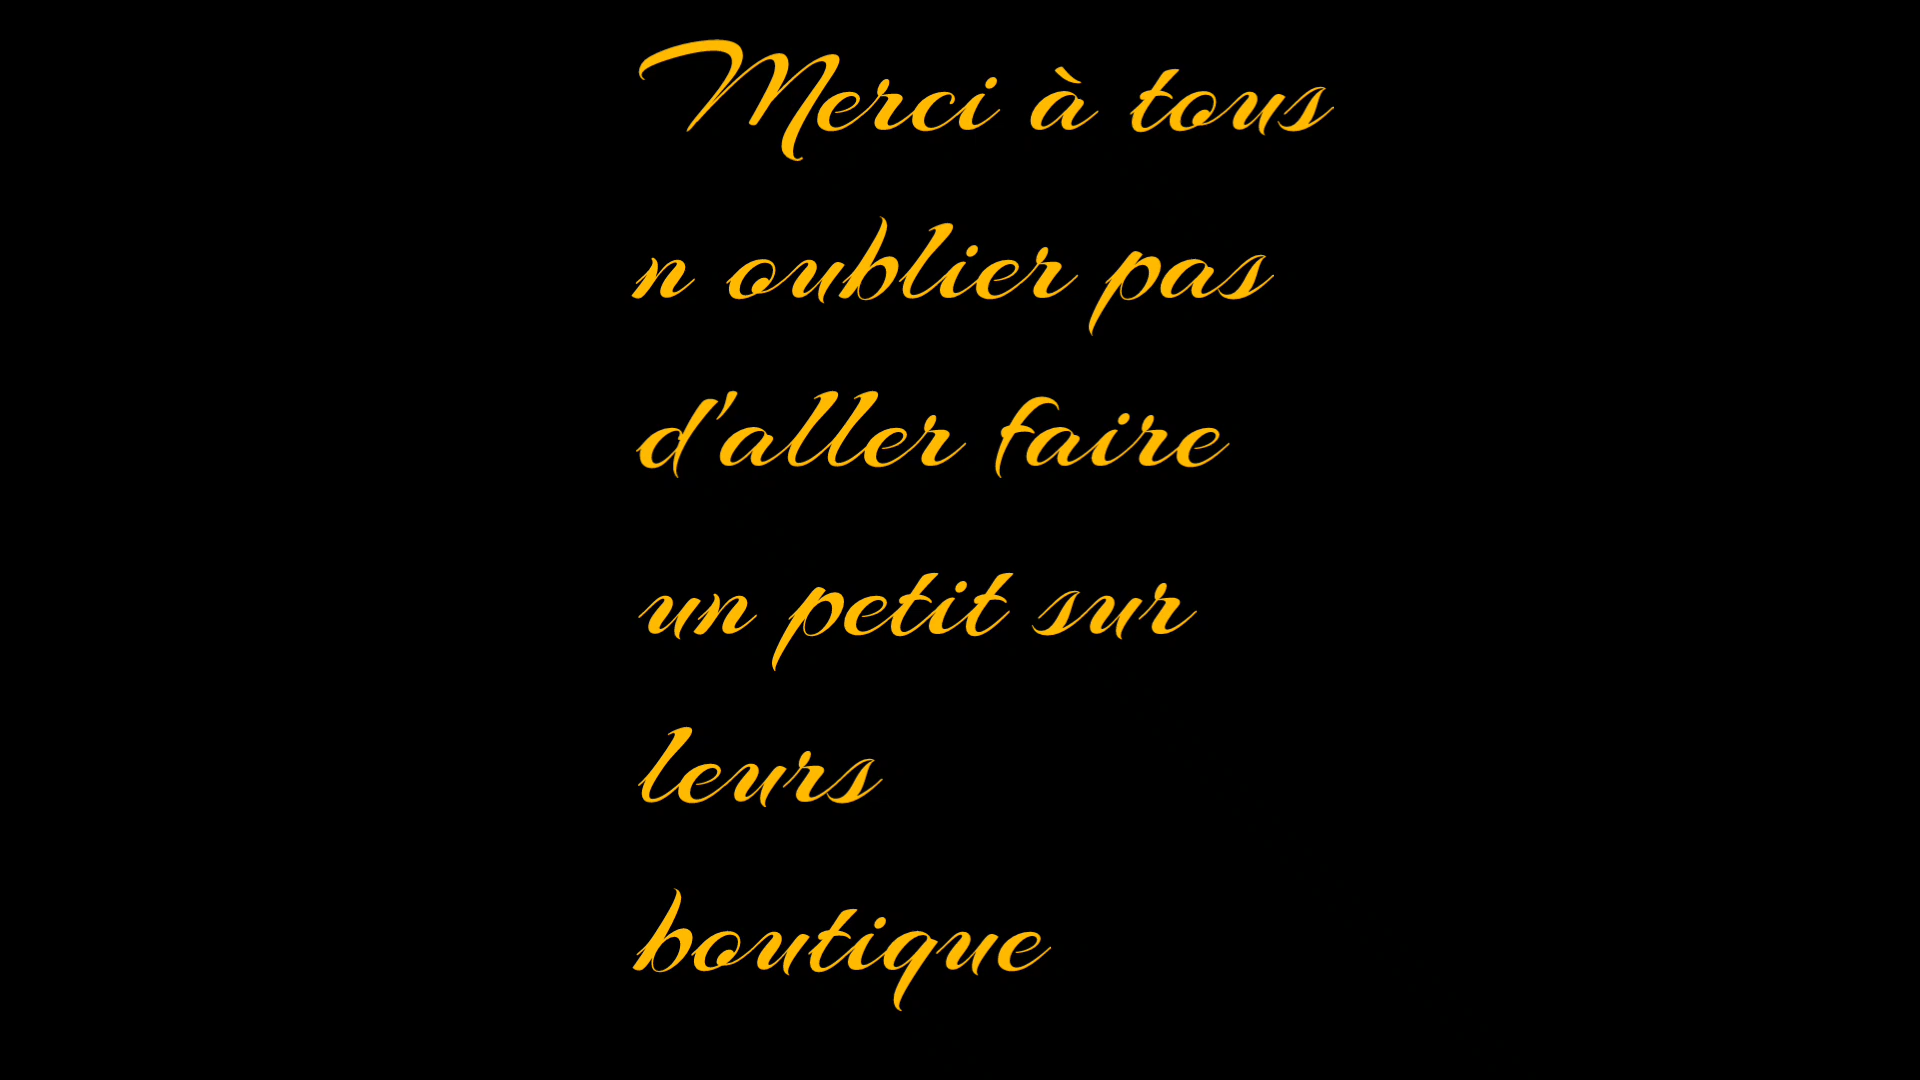 Merci à tous
n oublier pas
d'aller faire
un petit sur
leurs
boutique